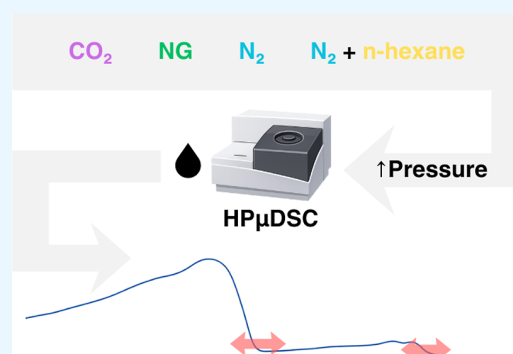 CO₂ NG N₂ N₂ + n-hexane
↑Pressure
HPµDSC